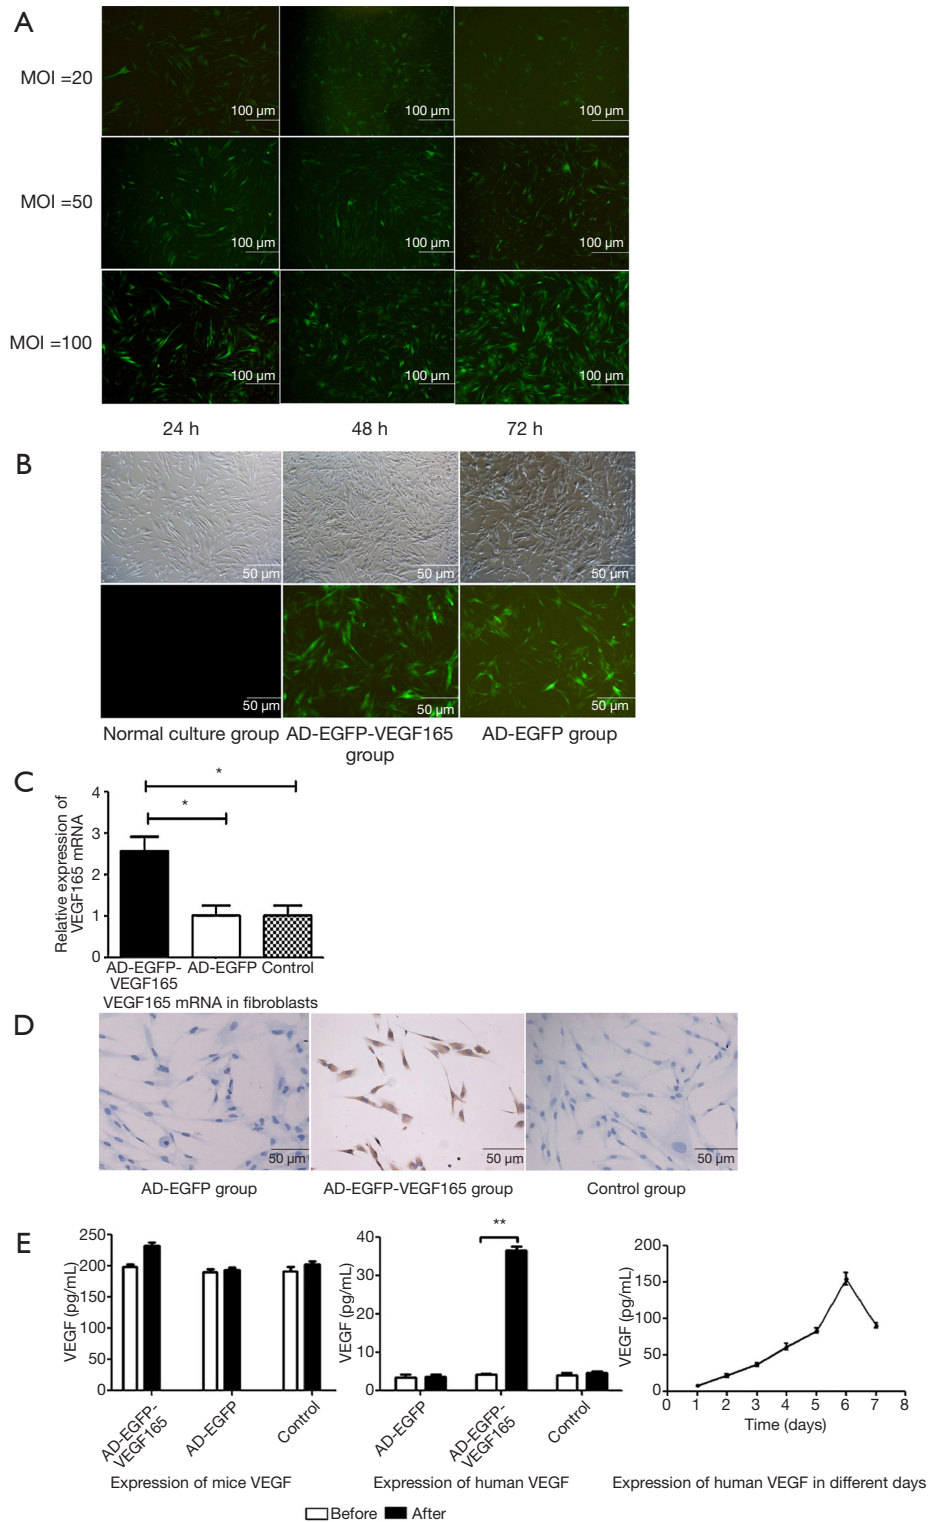 A
MOI =20
100 µm
100 µm
100 µm
MOI =50
100 µm
100 µm
100 µm
MOI =100
100 µm
100 µm
100 µm
24 h
48 h
72 h
B
50 µm
50 µm
50 µm
50 µm
50 µm
50 µm
Normal culture group
AD-EGFP-VEGF165
group
AD-EGFP group
C
Relative expression of
VEGF165 mRNA
4
3
2
1
0
*
*
AD-EGFP-
VEGF165
AD-EGFP
Control
VEGF165 mRNA in fibroblasts
D
50 µm
50 µm
50 µm
AD-EGFP group
AD-EGFP-VEGF165 group
Control group
E
VEGF (pg/mL)
250
200
150
100
50
0
AD-EGFP-
VEGF165
AD-EGFP
Control
Expression of mice VEGF
VEGF (pg/mL)
40
30
20
10
0
**
AD-EGFP
AD-EGFP-
VEGF165
Control
Expression of human VEGF
VEGF (pg/mL)
200
150
100
50
0
0 1 2 3 4 5 6 7 8
Time (days)
Expression of human VEGF in different days
Before After